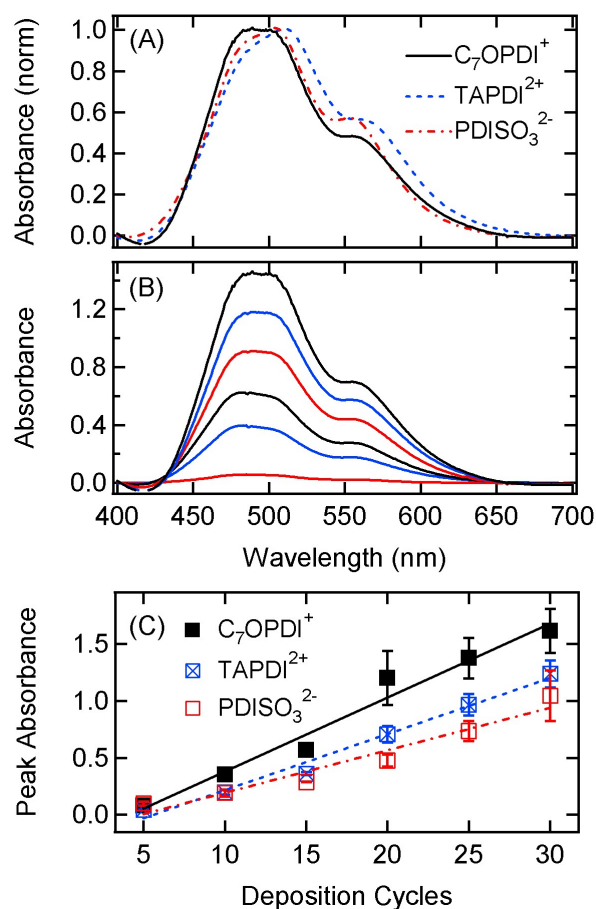 (A)
C₇OPDI⁺
TAPDI²⁺
PDISO₃²⁻
Absorbance (norm)
1.0
0.8
0.6
0.4
0.2
0.0
(B)
Absorbance
1.2
0.8
0.4
0.0
400 450 500 550 600 650 700
Wavelength (nm)
(C)
C₇OPDI⁺
TAPDI²⁺
PDISO₃²⁻
Peak Absorbance
1.5
1.0
0.5
0.0
5 10 15 20 25 30
Deposition Cycles